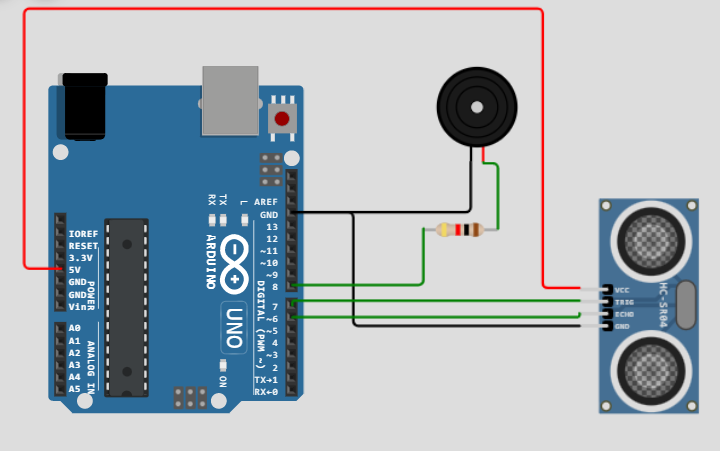 RX
TX
L
AREF
GND
13
12
~11
~10
~9
8
7
~6
~5
4
~3
2
TX→1
RX←0
DIGITAL (PWM ~)
ARDUINO
UNO
ON
IOREF
RESET
3.3V
5V
GND
GND
Vin
POWER
A0
A1
A2
A3
A4
A5
ANALOG IN
VCC
TRIG
ECHO
GND
HC-SR04